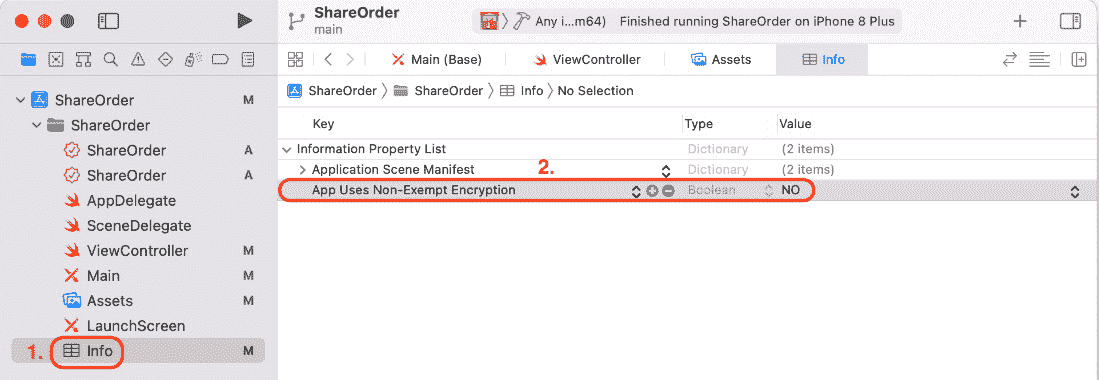 ShareOrder
main
Any i...m64) Finished running ShareOrder on iPhone 8 Plus
Main (Base) ViewController Assets Info
ShareOrder ShareOrder Info No Selection
ShareOrder M
ShareOrder
ShareOrder A
ShareOrder A
AppDelegate
SceneDelegate
ViewController M
Main M
Assets M
LaunchScreen
1. Info M
Key Type Value
Information Property List Dictionary (2 items)
2.
Application Scene Manifest Dictionary (2 items)
App Uses Non-Exempt Encryption Boolean NO